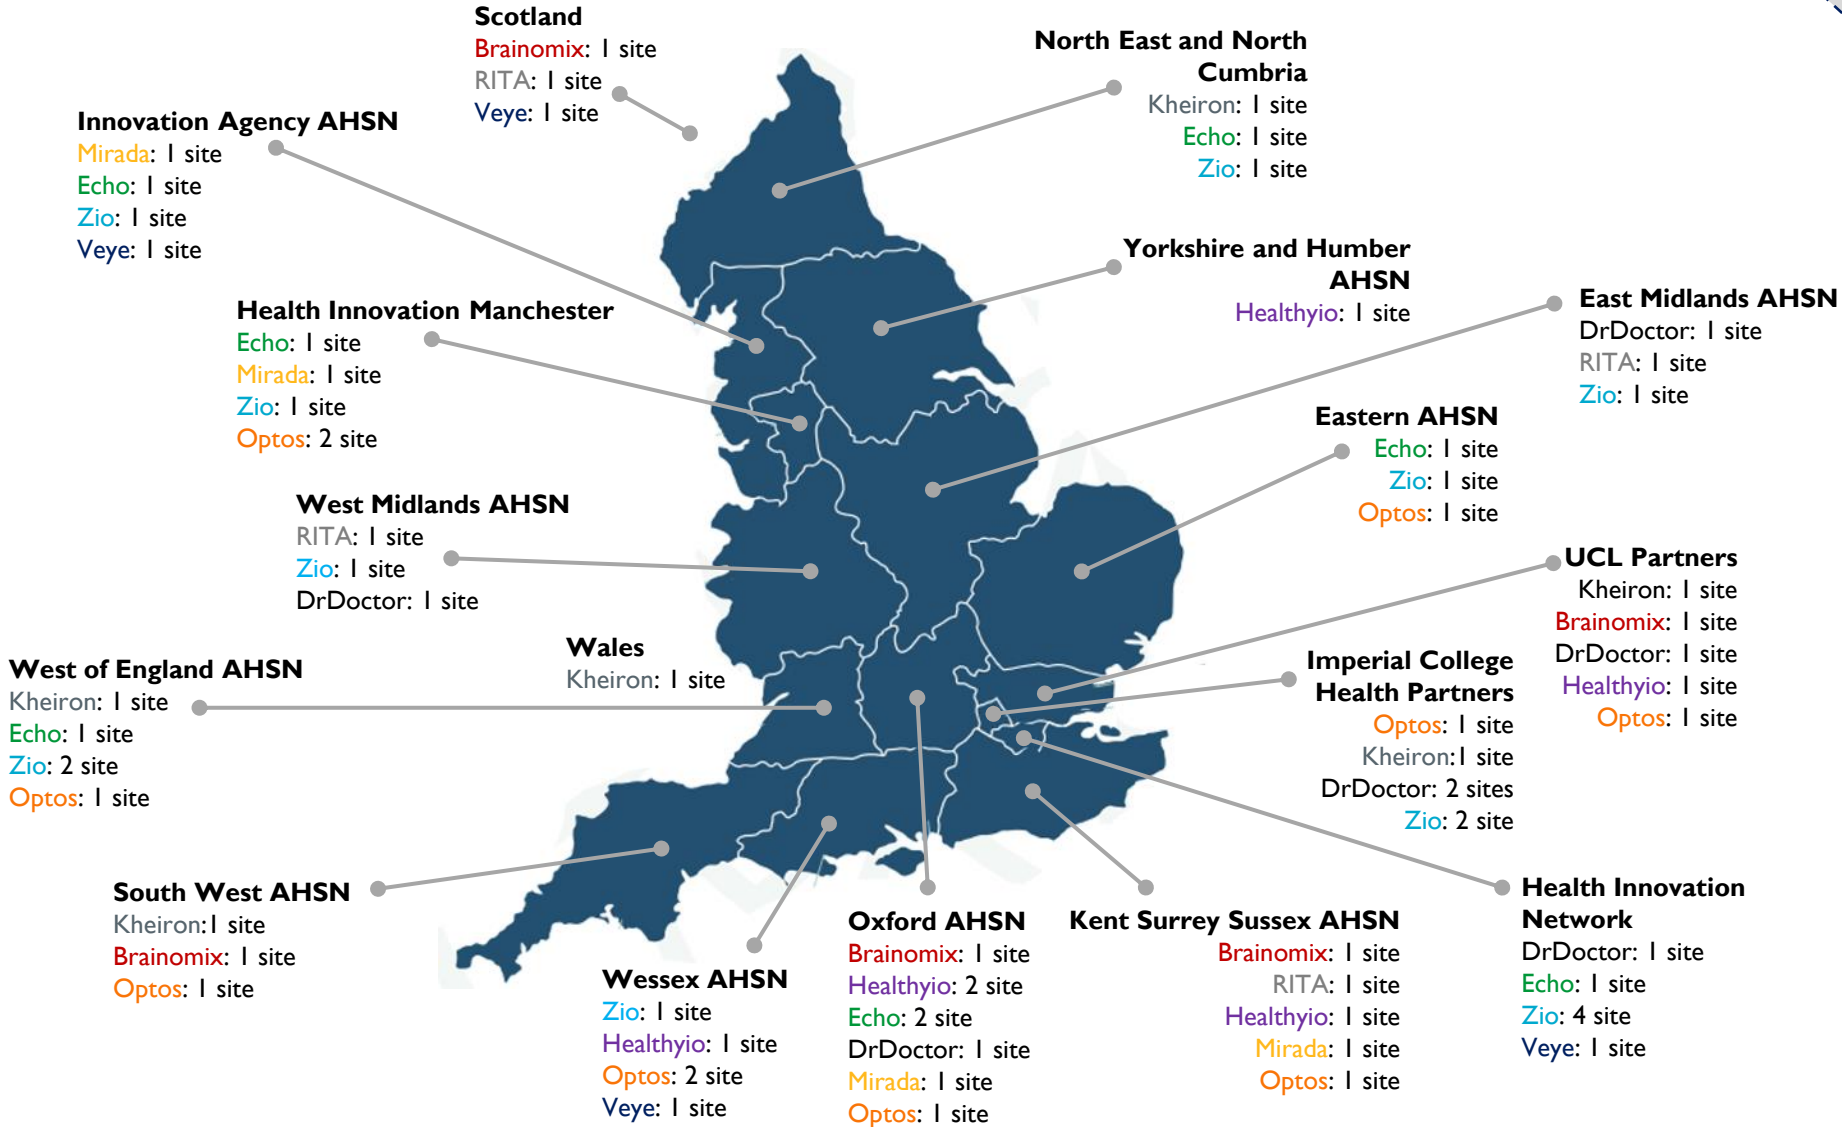 Scotland
Brainomix: 1 site
RITA: 1 site
Veye: 1 site
North East and North
Cumbria
Kheiron: 1 site
Echo: 1 site
Zio: 1 site
Innovation Agency AHSN
Mirada: 1 site
Echo: 1 site
Zio: 1 site
Veye: 1 site
Yorkshire and Humber
AHSN
Healthyio: 1 site
East Midlands AHSN
DrDoctor: 1 site
RITA: 1 site
Zio: 1 site
Health Innovation Manchester
Echo: 1 site
Mirada: 1 site
Zio: 1 site
Optos: 2 site
Eastern AHSN
Echo: 1 site
Zio: 1 site
Optos: 1 site
West Midlands AHSN
RITA: 1 site
Zio: 1 site
DrDoctor: 1 site
UCL Partners
Kheiron: 1 site
Brainomix: 1 site
DrDoctor: 1 site
Healthyio: 1 site
Optos: 1 site
Wales
Kheiron: 1 site
West of England AHSN
Kheiron: 1 site
Echo: 1 site
Zio: 2 site
Optos: 1 site
Imperial College
Health Partners
Optos: 1 site
Kheiron:1 site
DrDoctor: 2 sites
Zio: 2 site
South West AHSN
Kheiron:1 site
Brainomix: 1 site
Optos: 1 site
Wessex AHSN
Zio: 1 site
Healthyio: 1 site
Optos: 2 site
Veye: 1 site
Oxford AHSN
Brainomix: 1 site
Healthyio: 2 site
Echo: 2 site
DrDoctor: 1 site
Mirada: 1 site
Optos: 1 site
Kent Surrey Sussex AHSN
Brainomix: 1 site
RITA: 1 site
Healthyio: 1 site
Mirada: 1 site
Optos: 1 site
Health Innovation
Network
DrDoctor: 1 site
Echo: 1 site
Zio: 4 site
Veye: 1 site